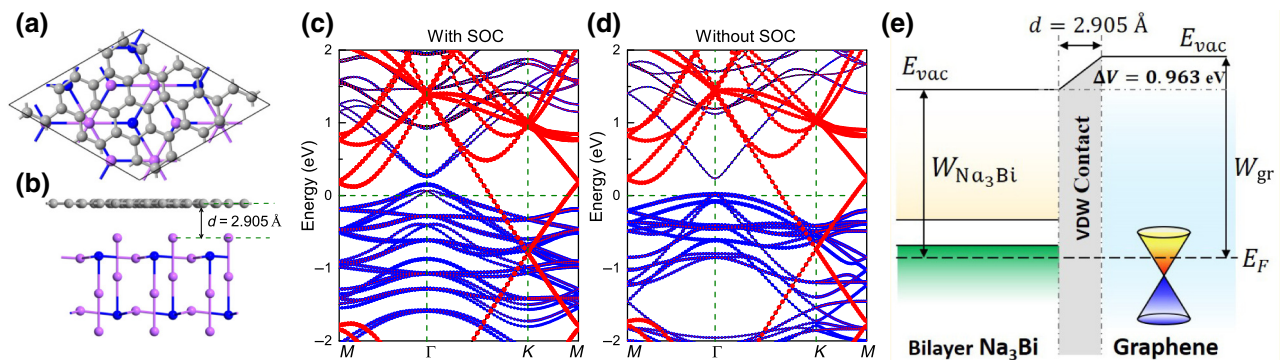 (a)
(b)
d = 2.905 Å
(c)
With SOC
Energy (eV)
2
1
0
−1
−2
M Γ K M
(d)
Without SOC
Energy (eV)
2
1
0
−1
−2
M Γ K M
(e)
d = 2.905 Å
E_vac
E_vac
ΔV = 0.963 eV
W_Na₃Bi
VDW Contact
W_gr
E_F
Bilayer Na₃Bi
Graphene